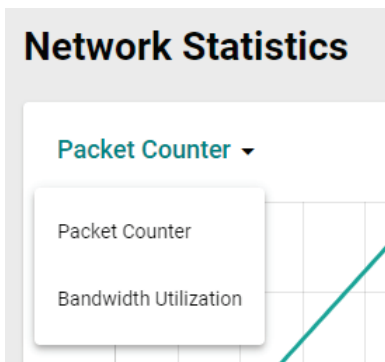 Network Statistics
Packet Counter
Packet Counter
Bandwidth Utilization